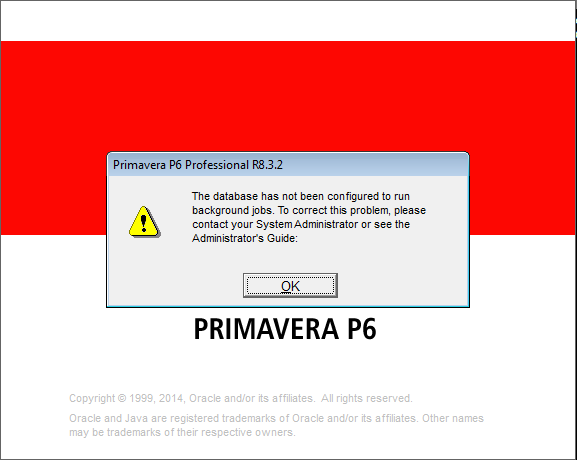 Primavera P6 Professional R8.3.2
The database has not been configured to run
background jobs. To correct this problem, please
contact your System Administrator or see the
Administrator's Guide:
OK
PRIMAVERA P6
Copyright © 1999, 2014, Oracle and/or its affiliates.  All rights reserved.
Oracle and Java are registered trademarks of Oracle and/or its affiliates. Other names
may be trademarks of their respective owners.